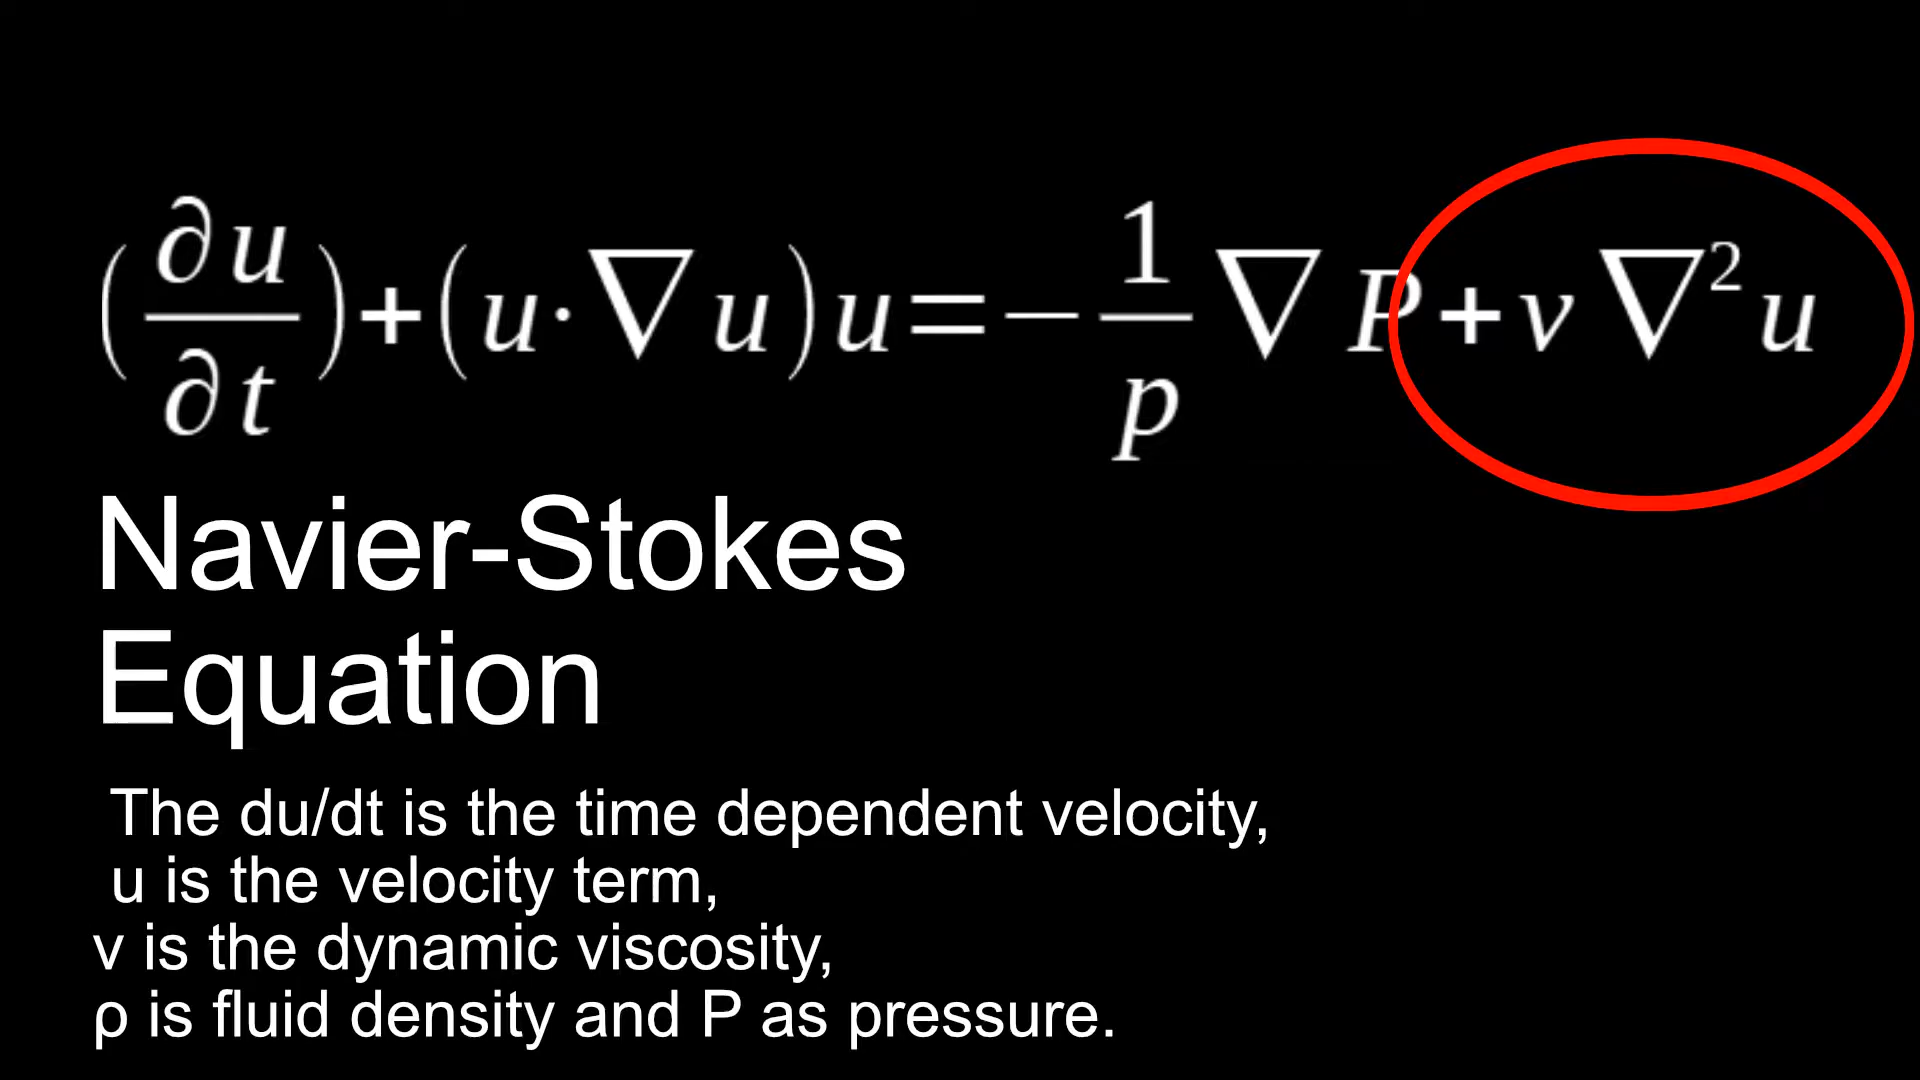 (∂u/∂t)+(u·∇u)u=−1/p ∇P+ν∇²u
Navier-Stokes
Equation
The du/dt is the time dependent velocity,
u is the velocity term,
v is the dynamic viscosity,
ρ is fluid density and P as pressure.